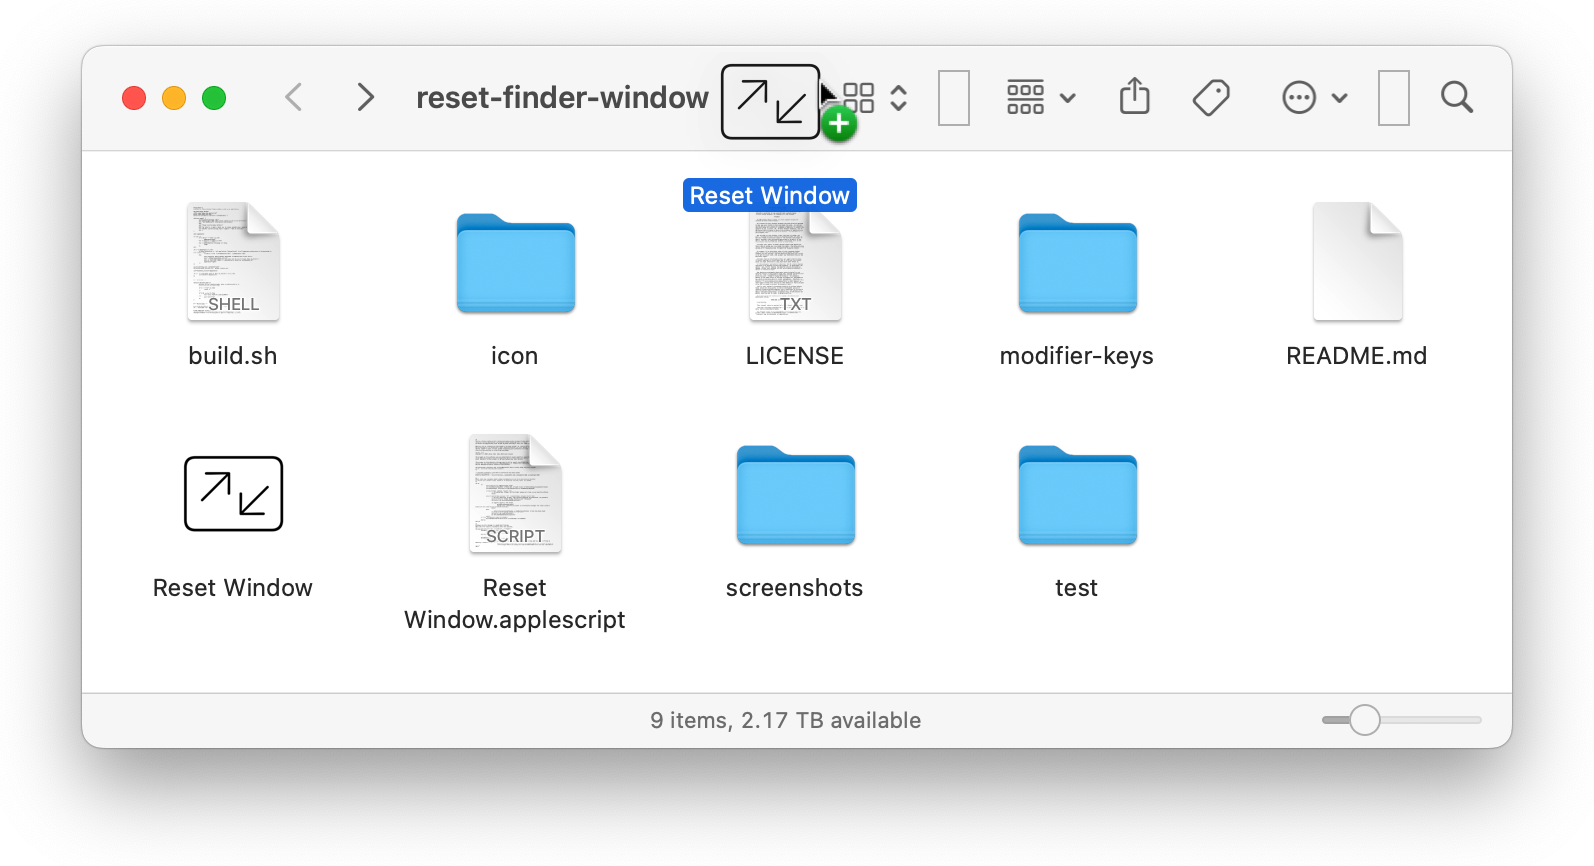 reset-finder-window
Reset Window
SHELL
TXT
build.sh
icon
LICENSE
modifier-keys
README.md
SCRIPT
Reset Window
Reset
Window.applescript
screenshots
test
9 items, 2.17 TB available